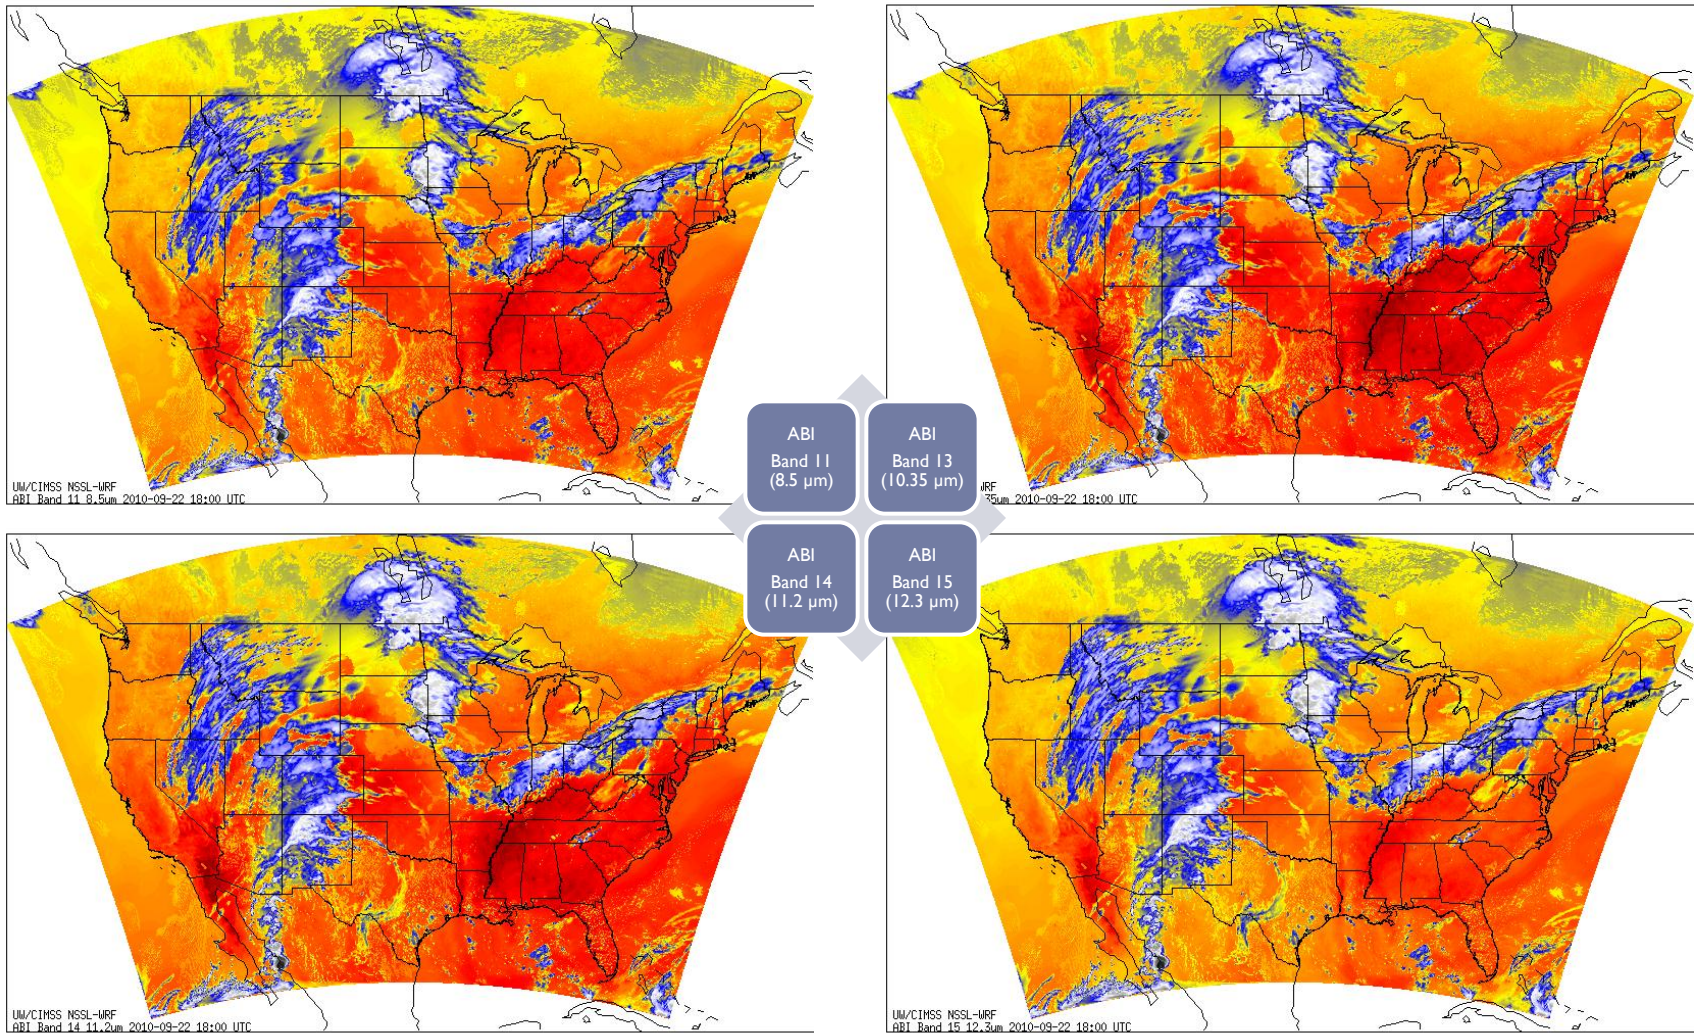 UW/CIMSS NSSL-WRF
ABI Band 11 8.5um 2010-09-22 18:00 UTC
WRF
.35um 2010-09-22 18:00 UTC
ABI
Band 11
(8.5 µm)
ABI
Band 13
(10.35 µm)
ABI
Band 14
(11.2 µm)
ABI
Band 15
(12.3 µm)
UW/CIMSS NSSL-WRF
ABI Band 14 11.2um 2010-09-22 18:00 UTC
UW/CIMSS NSSL-WRF
ABI Band 15 12.3um 2010-09-22 18:00 UTC